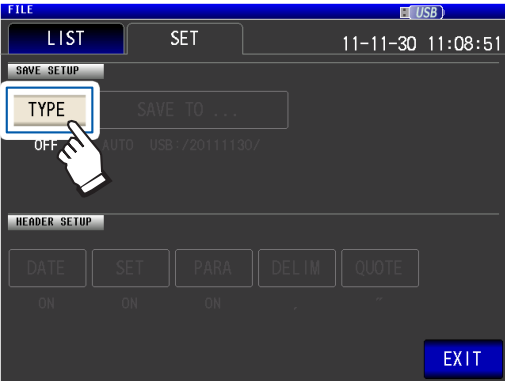 FILE
USB
LIST
SET
11-11-30 11:08:51
SAVE SETUP
TYPE
SAVE TO ...
OFF
AUTO USB:/20111130/
HEADER SETUP
DATE
SET
PARA
DELIM
QUOTE
ON
ON
ON
.
~
EXIT